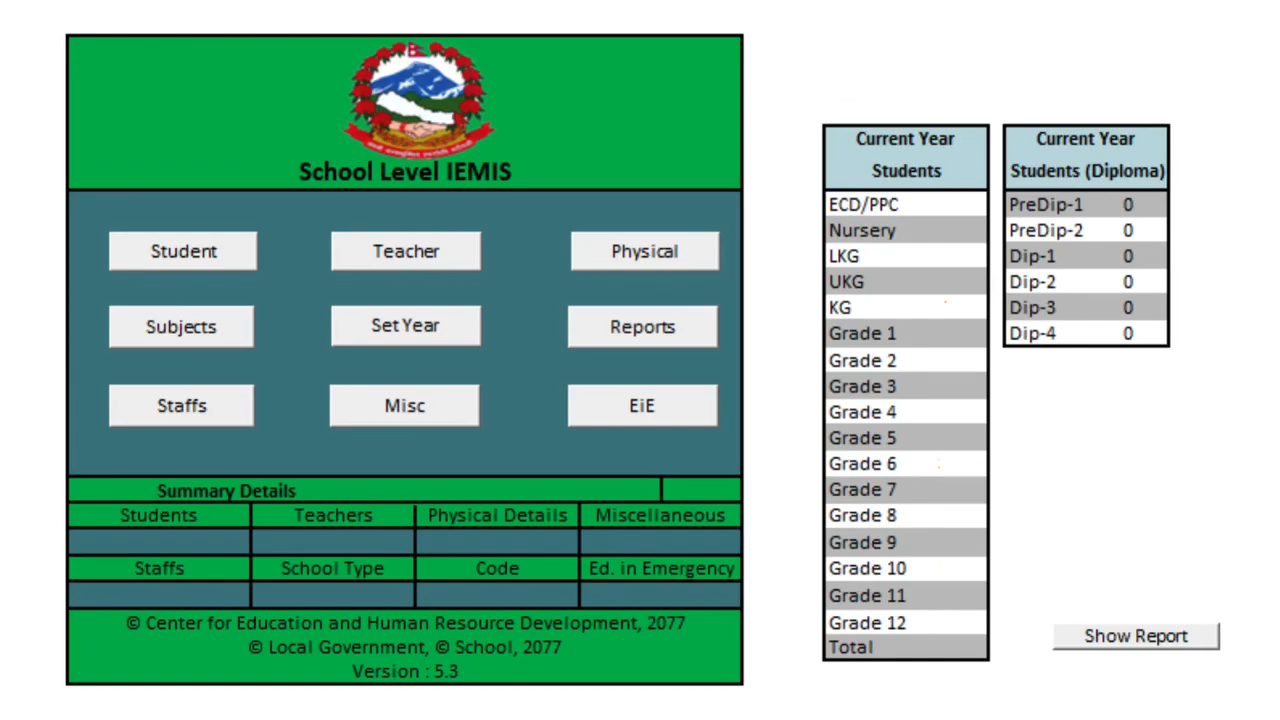 School Level IEMIS
Student Teacher Physical
Subjects Set Year Reports
Staffs Misc EiE
Summary Details
Students Teachers Physical Details Miscellaneous
Staffs School Type Code Ed. in Emergency
© Center for Education and Human Resource Development, 2077
© Local Government, © School, 2077
Version : 5.3
Current Year
Students
ECD/PPC
Nursery
LKG
UKG
KG
Grade 1
Grade 2
Grade 3
Grade 4
Grade 5
Grade 6
Grade 7
Grade 8
Grade 9
Grade 10
Grade 11
Grade 12
Total
Current Year
Students (Diploma)
PreDip-1 0
PreDip-2 0
Dip-1 0
Dip-2 0
Dip-3 0
Dip-4 0
Show Report